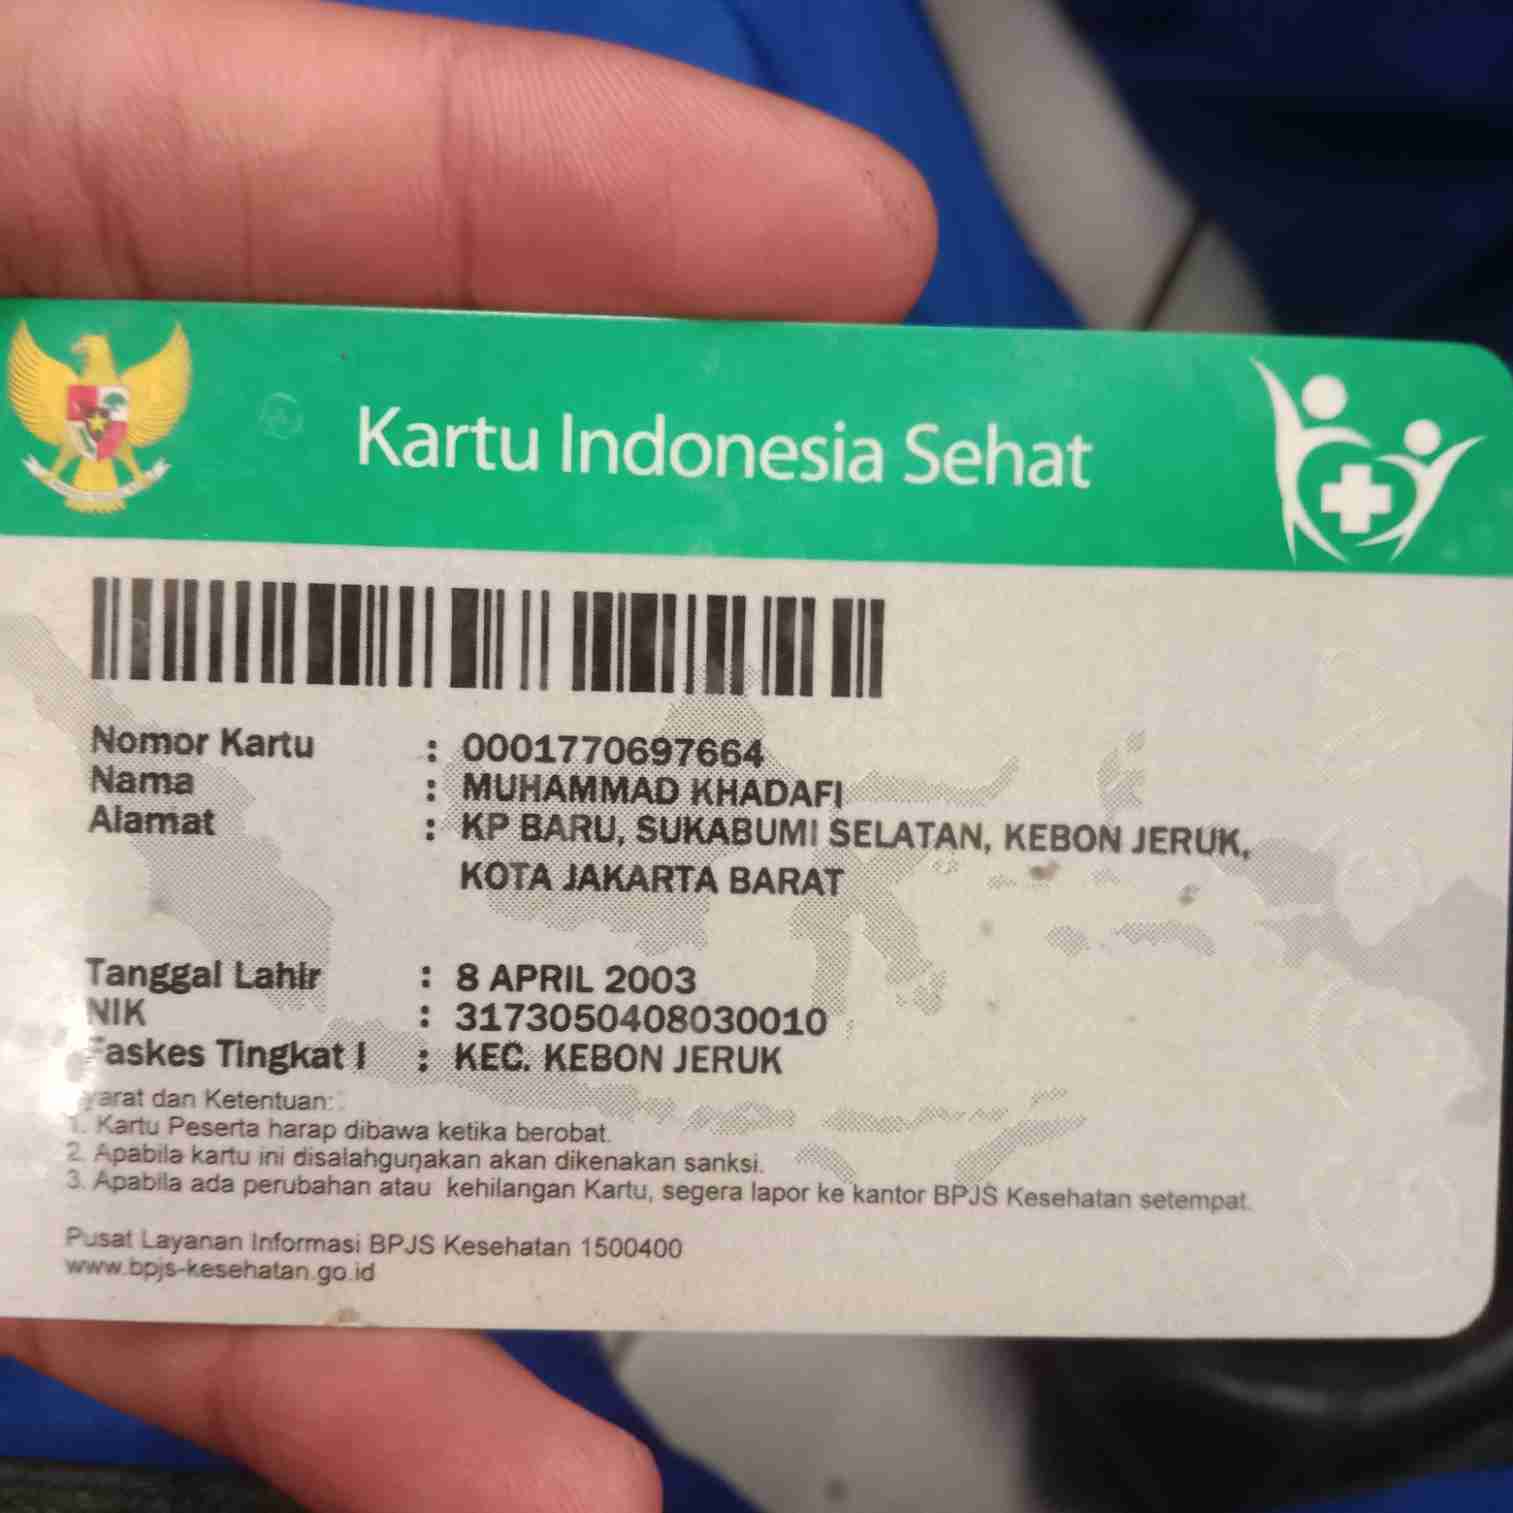 Kartu Indonesia Sehat
Nomor Kartu : 0001770697664
Nama : MUHAMMAD KHADAFI
Alamat : KP BARU, SUKABUMI SELATAN, KEBON JERUK,
KOTA JAKARTA BARAT
Tanggal Lahir : 8 APRIL 2003
NIK : 3173050408030010
Faskes Tingkat I : KEC. KEBON JERUK
Syarat dan Ketentuan:
1. Kartu Peserta harap dibawa ketika berobat.
2. Apabila kartu ini disalahgunakan akan dikenakan sanksi.
3. Apabila ada perubahan atau kehilangan Kartu, segera lapor ke kantor BPJS Kesehatan setempat.
Pusat Layanan Informasi BPJS Kesehatan 1500400
www.bpjs-kesehatan.go.id